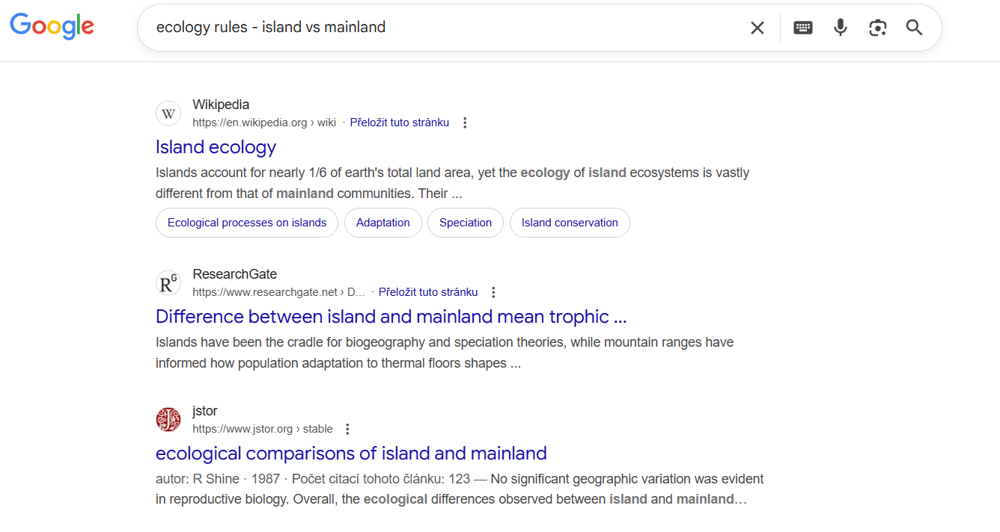 Google
ecology rules - island vs mainland
W
Wikipedia
https://en.wikipedia.org › wiki · Přeložit tuto stránku
Island ecology
Islands account for nearly 1/6 of earth's total land area, yet the ecology of island ecosystems is vastly
different from that of mainland communities. Their ...
Ecological processes on islands Adaptation Speciation Island conservation
RG
ResearchGate
https://www.researchgate.net › D... · Přeložit tuto stránku
Difference between island and mainland mean trophic ...
Islands have been the cradle for biogeography and speciation theories, while mountain ranges have
informed how population adaptation to thermal floors shapes ...
J
jstor
https://www.jstor.org › stable
ecological comparisons of island and mainland
autor: R Shine · 1987 · Počet citací tohoto článku: 123 — No significant geographic variation was evident
in reproductive biology. Overall, the ecological differences observed between island and mainland…